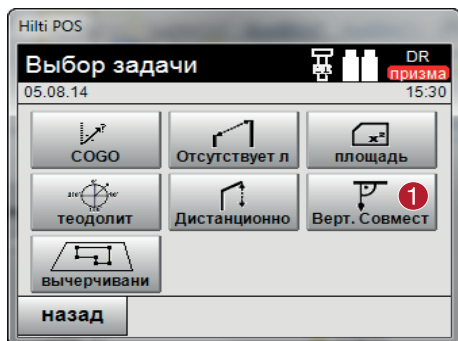 Hilti POS
Выбор задачи
DR
призма
05.08.14 15:30
COGO
Отсутствует л
x²
площадь
теодолит
Дистанционно
1
Верт. Совмест
вычерчивани
назад